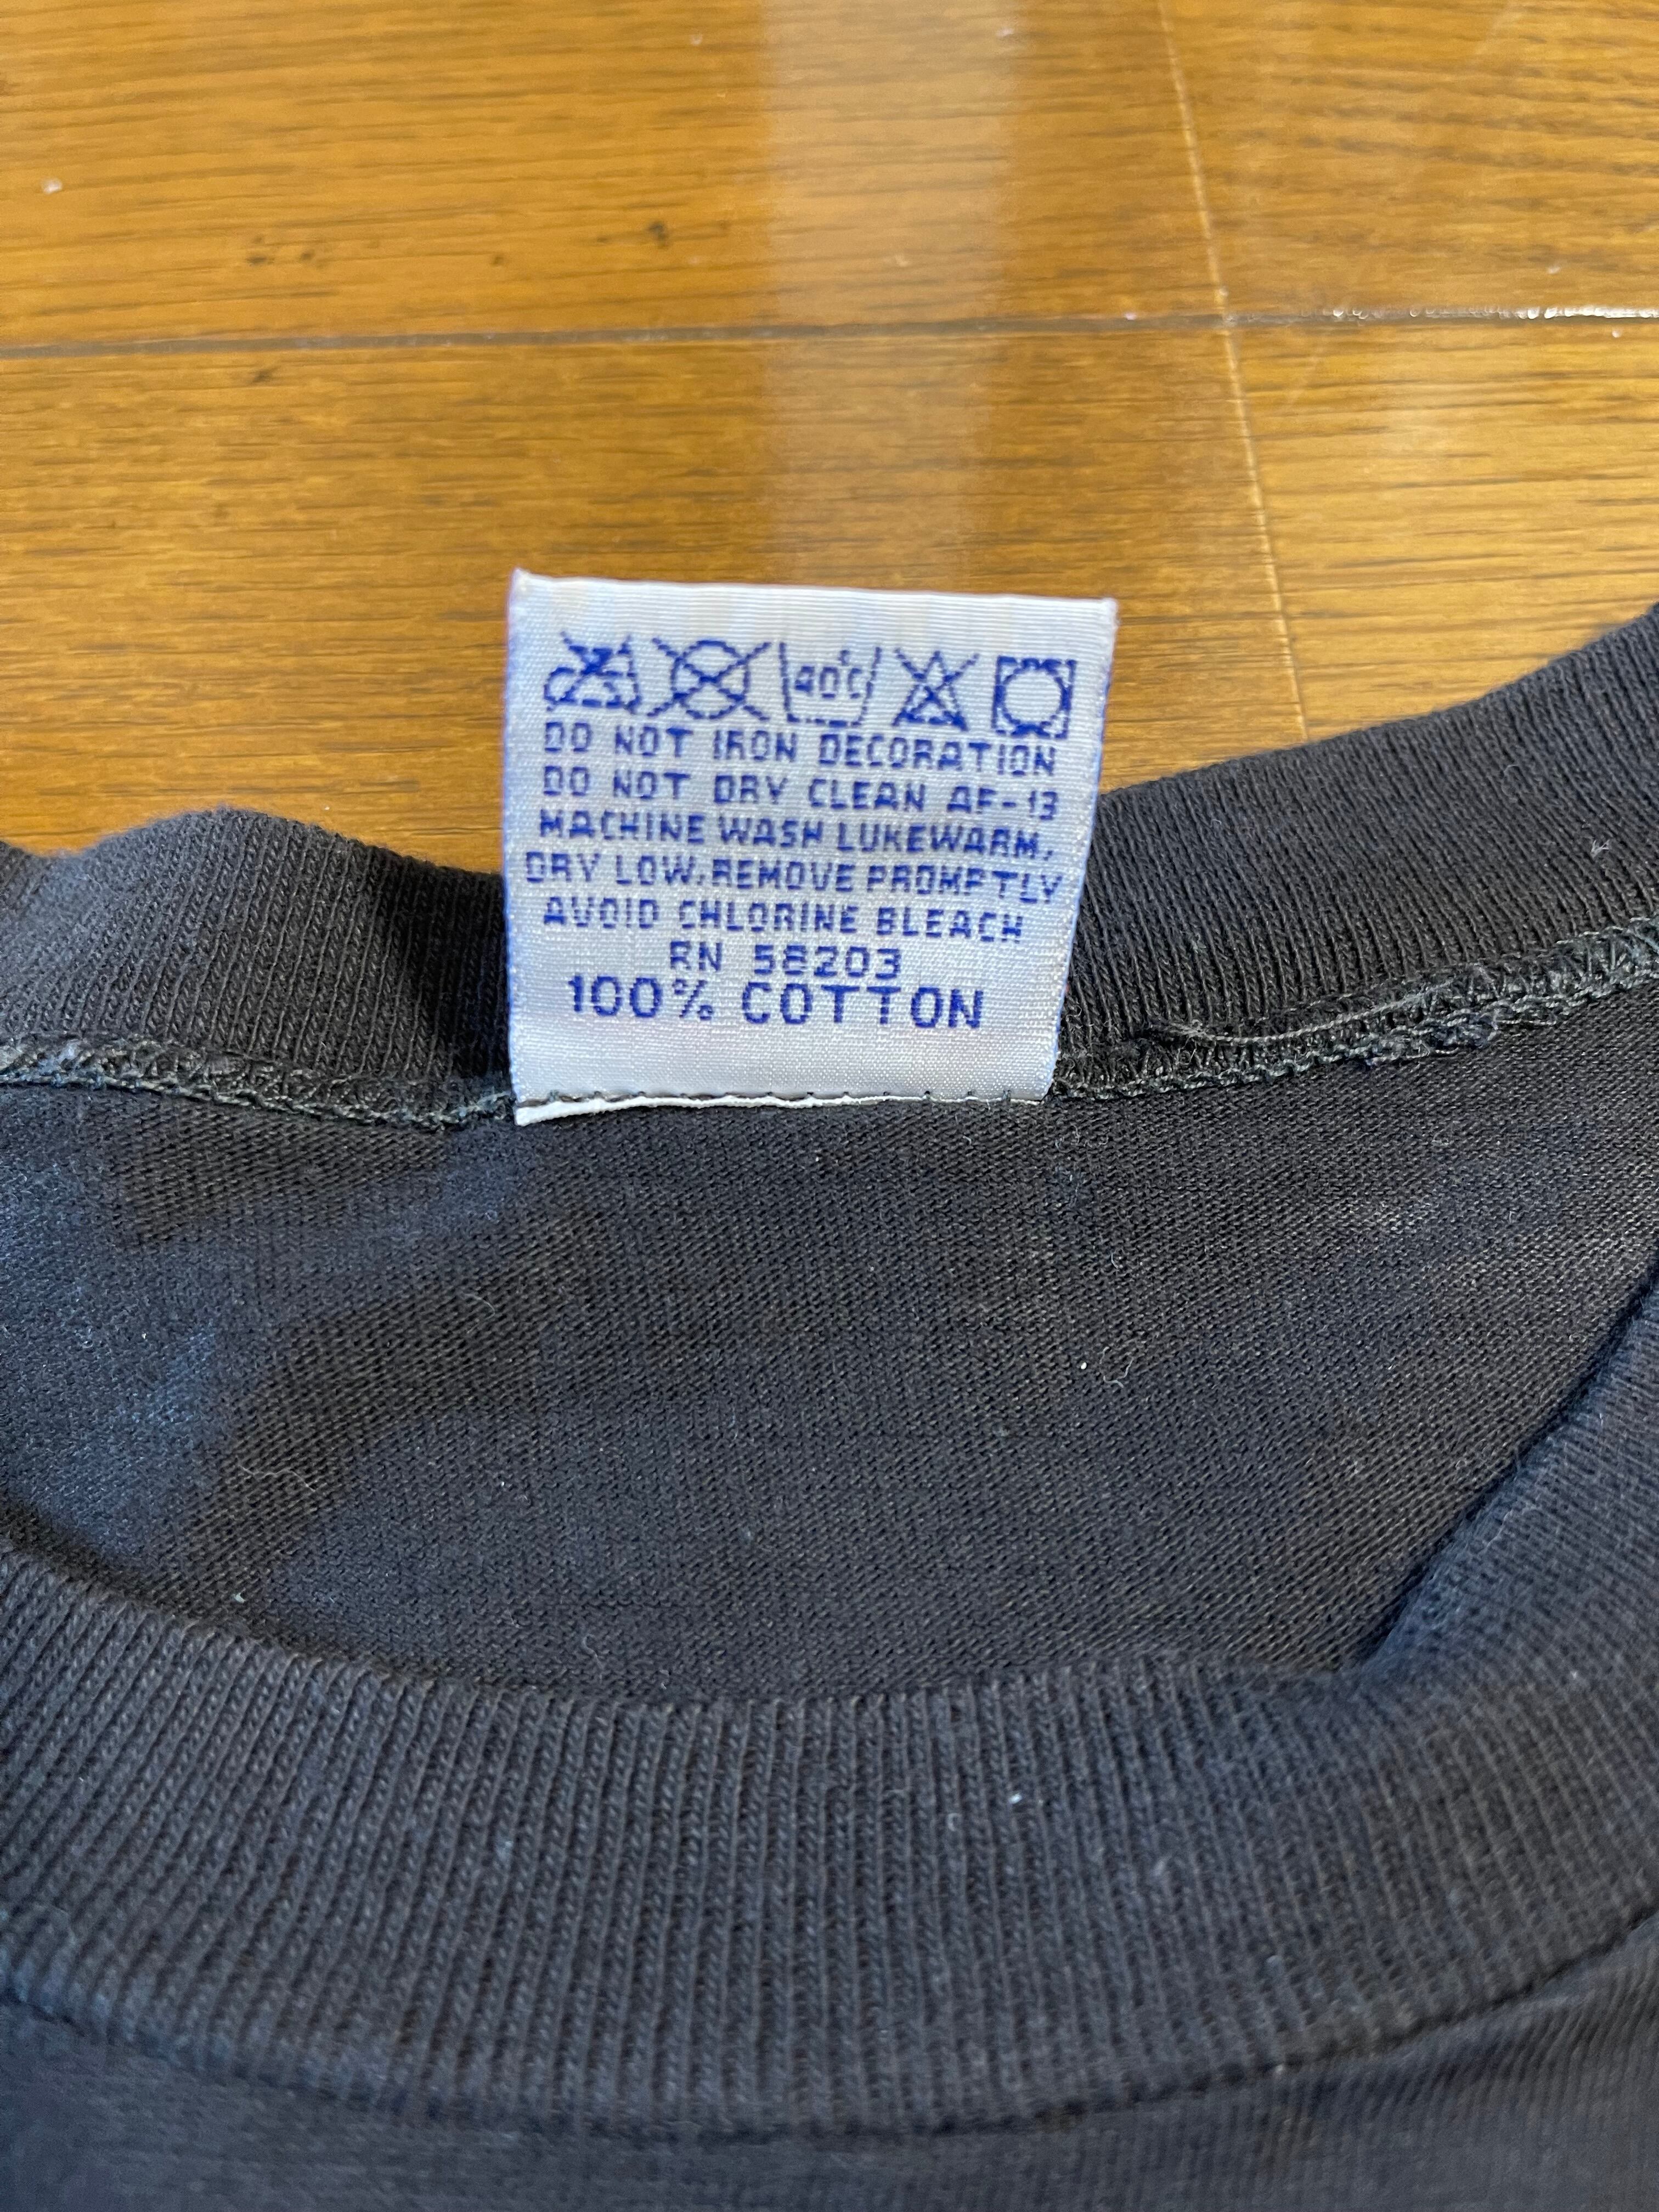 40°C
DO NOT IRON DECORATION
DO NOT DRY CLEAN AF-13
MACHINE WASH LUKEWARM,
DRY LOW, REMOVE PROMPTLY
AVOID CHLORINE BLEACH
RN 58203
100% COTTON